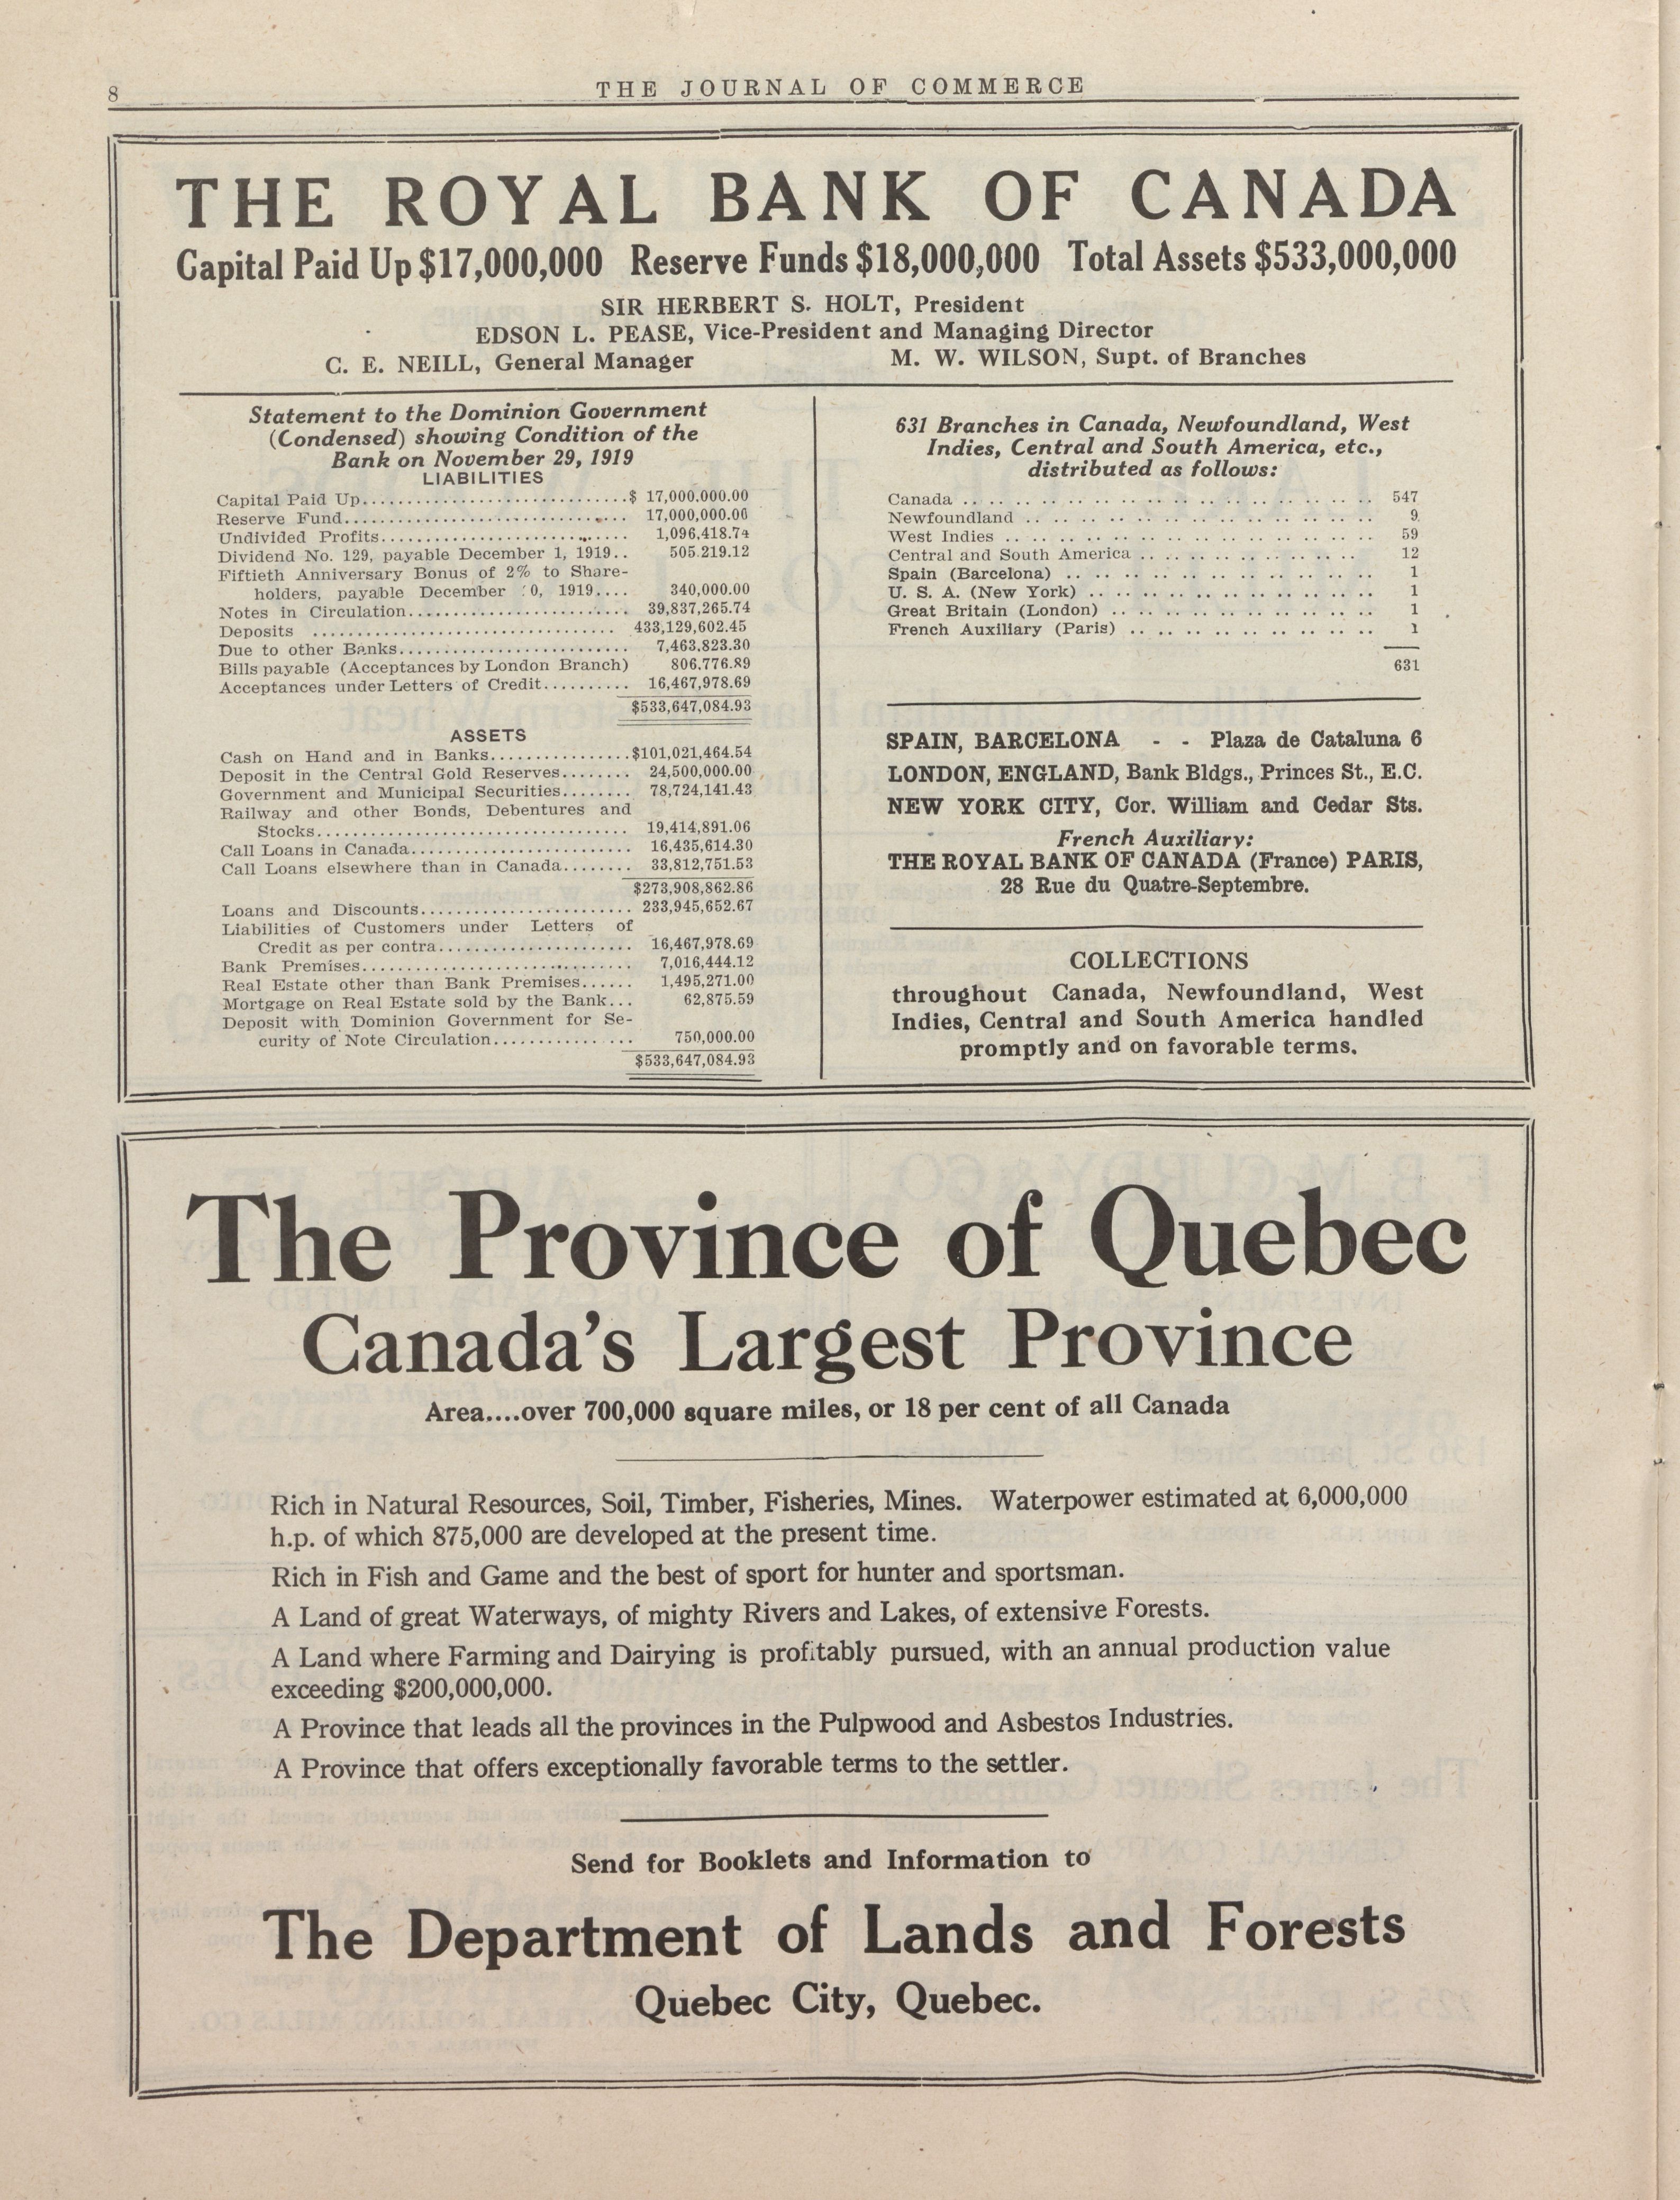 8
THE JOURNAL OF COMMERCE
THE ROYAL BANK OF CANADA
Capital Paid Up $17,000,000 Reserve Funds $18,000,000 Total Assets $533,000,000
SIR HERBERT S. HOLT, President
EDSON L. PEASE, Vice-President and Managing Director
C. E. NEILL, General Manager M. W. WILSON, Supt. of Branches
Statement to the Dominion Government
(Condensed) showing Condition of the
Bank on November 29, 1919
LIABILITIES
Capital Paid Up..............................$ 17,000.000.00
Reserve Fund................................ 17,000,000.00
Undivided Profits............................ 1,096,418.74
Dividend No. 129, payable December 1, 1919.. 505.219.12
Fiftieth Anniversary Bonus of 2% to Share-
holders, payable December 0, 1919.... 340,000.00
Notes in Circulation......................... 39,837,265.74
Deposits .................................. 433,129,602.45
Due to other Banks.......................... 7,463,823.30
Bills payable (Acceptances by London Branch) 806.776.89
Acceptances under Letters of Credit.......... 16,467,978.69
$533,647,084.93
ASSETS
Cash on Hand and in Banks................$101,021,464.54
Deposit in the Central Gold Reserves........ 24,500,000.00
Government and Municipal Securities........ 78,724,141.43
Railway and other Bonds, Debentures and
Stocks................................... 19,414,891.06
Call Loans in Canada......................... 16,435,614.30
Call Loans elsewhere than in Canada........ 33,812,751.53
$273,908,862.86
Loans and Discounts........................ 233,945,652.67
Liabilities of Customers under Letters of
Credit as per contra...................... 16,467,978.69
Bank Premises............................... 7,016,444.12
Real Estate other than Bank Premises...... 1,495,271.00
Mortgage on Real Estate sold by the Bank... 62,875.59
Deposit with Dominion Government for Se-
curity of Note Circulation................ 750,000.00
$533,647,084.93
631 Branches in Canada, Newfoundland, West
Indies, Central and South America, etc.,
distributed as follows:
Canada .. .. .. .. .. .. .. .. .. .. .. .. .. .. 547
Newfoundland .. .. .. .. .. .. .. .. .. .. .. .. 9
West Indies .. .. .. .. .. .. .. .. .. .. .. .. .. 59
Central and South America .. .. .. .. .. .. .. .. 12
Spain (Barcelona) .. .. .. .. .. .. .. .. .. .. .. 1
U. S. A. (New York) .. .. .. .. .. .. .. .. .. .. 1
Great Britain (London) .. .. .. .. .. .. .. .. .. 1
French Auxiliary (Paris) .. .. .. .. .. .. .. .. .. 1
631
SPAIN, BARCELONA - - Plaza de Cataluna 6
LONDON, ENGLAND, Bank Bldgs., Princes St., E.C.
NEW YORK CITY, Cor. William and Cedar Sts.
French Auxiliary:
THE ROYAL BANK OF CANADA (France) PARIS,
28 Rue du Quatre-Septembre.
COLLECTIONS
throughout Canada, Newfoundland, West
Indies, Central and South America handled
promptly and on favorable terms.
The Province of Quebec
Canada's Largest Province
Area....over 700,000 square miles, or 18 per cent of all Canada
Rich in Natural Resources, Soil, Timber, Fisheries, Mines. Waterpower estimated at 6,000,000
h.p. of which 875,000 are developed at the present time.
Rich in Fish and Game and the best of sport for hunter and sportsman.
A Land of great Waterways, of mighty Rivers and Lakes, of extensive Forests.
A Land where Farming and Dairying is profitably pursued, with an annual production value
exceeding $200,000,000.
A Province that leads all the provinces in the Pulpwood and Asbestos Industries.
A Province that offers exceptionally favorable terms to the settler.
Send for Booklets and Information to
The Department of Lands and Forests
Quebec City, Quebec.